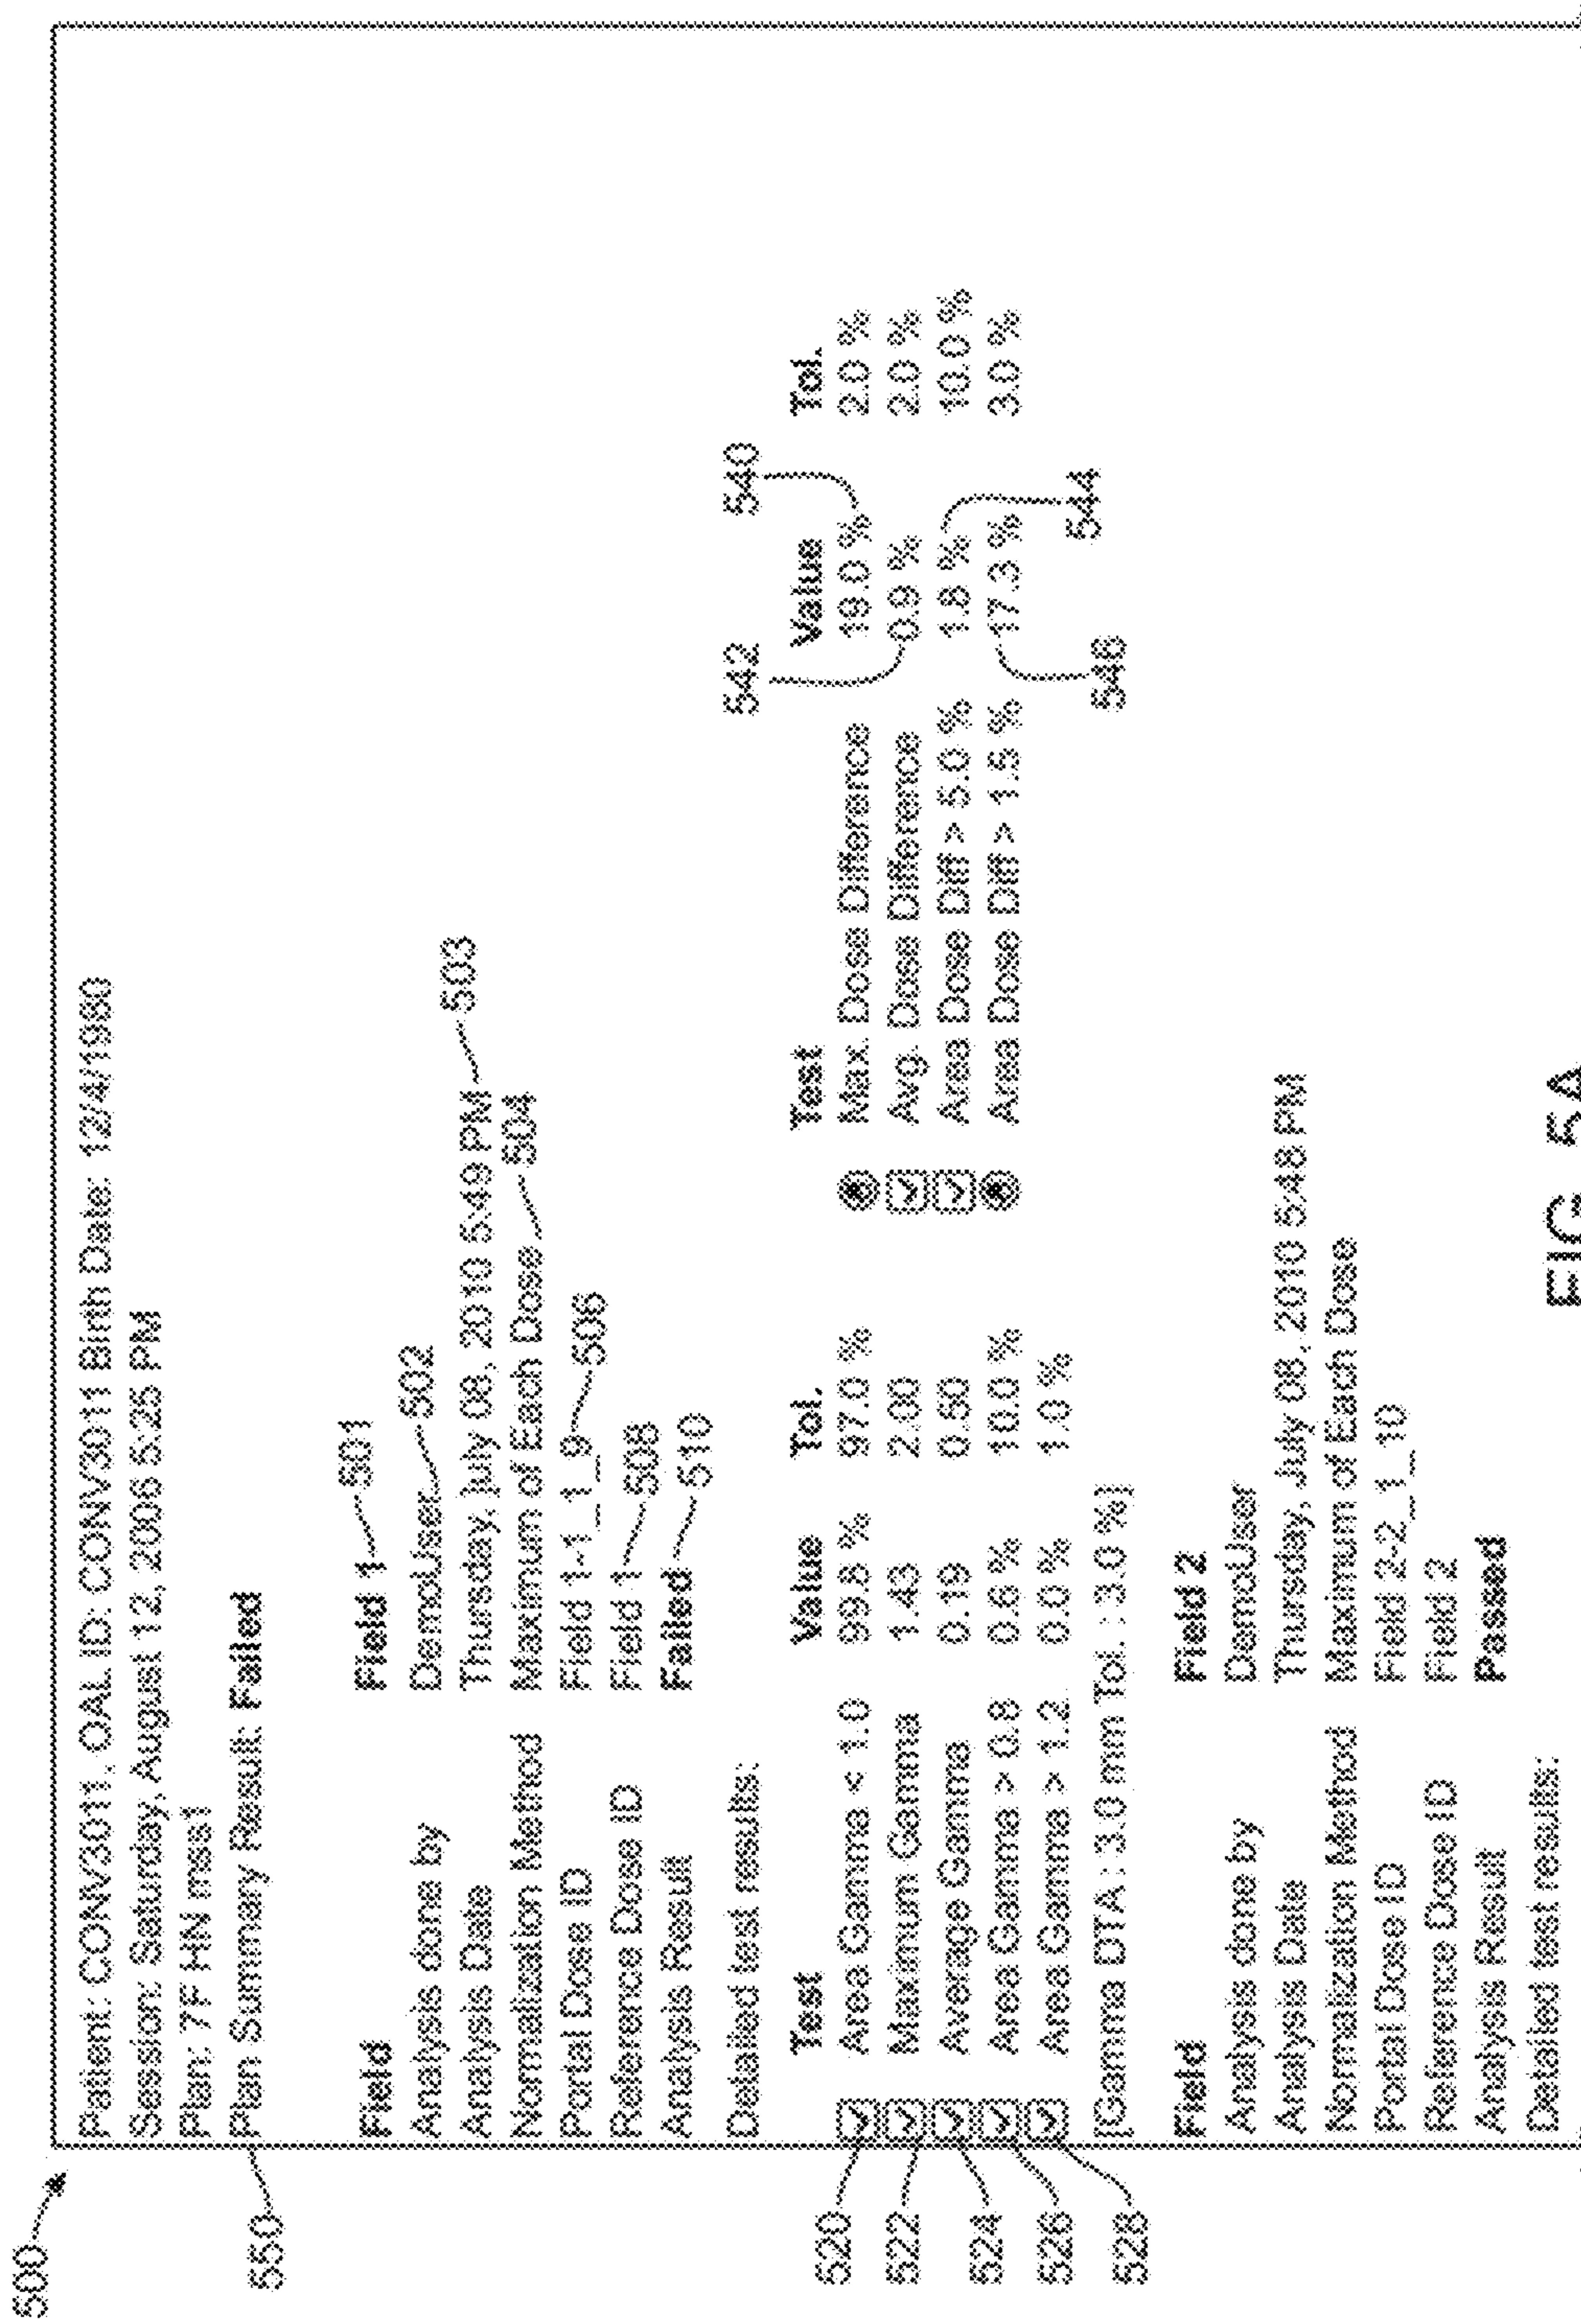 500
Patient: CONV3011, OAL ID: CONV3011 Birth Date: 12/4/1980
Session: Saturday, August 12, 2006 5:25 PM
Plan: 7F HN mss1
550 Plan Summary Result: Failed
Field Field 1 501
Analysis done by DemoUser 502
Analysis Date Thursday, July 08, 2010 5:49 PM 503
Normalization Method Maximum of Each Dose 504
Portal Dose ID Field 1-1_1_9 506
Reference Dose ID Field 1 508
Analysis Result Failed 510
Detailed test results:
542 540
Test Value Tol. Test Value Tol.
520 Area Gamma < 1.0 99.8 % 97.0 % Max. Dose Difference 19.0 % 2.0 %
522 Maximum Gamma 1.43 2.00 Avg. Dose Difference 0.9 % 2.0 %
524 Average Gamma 0.19 0.50 Area Dose Diff > 5.0 % 1.8 % 10.0 %
526 Area Gamma > 0.8 0.6 % 10.0 % Area Dose Diff > 1.5 % 17.3 % 3.0 %
528 Area Gamma > 1.2 0.0 % 1.0 %
546 544
[Gamma DTA : 3.0 mm Tol. : 3.0 %]
Field Field 2
Analysis done by DemoUser
Analysis Date Thursday, July 08, 2010 5:48 PM
Normalization Method Maximum of Each Dose
Portal Dose ID Field 2-2_1_10
Reference Dose ID Field 2
Analysis Result Passed
Detailed test results:
FIG. 5A